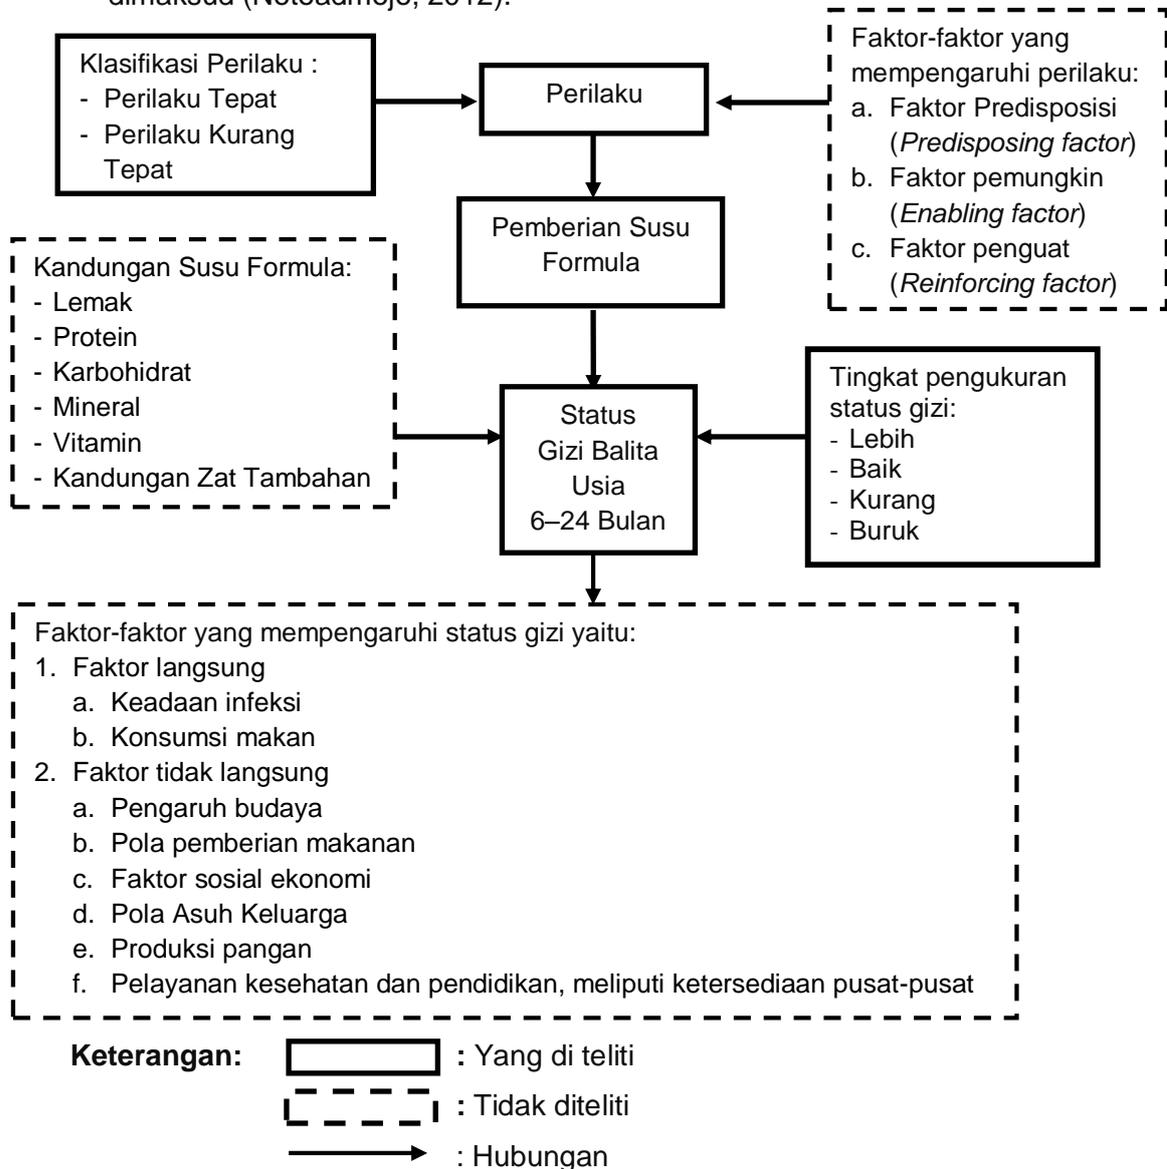 dimaksud (Notoadmojo, 2012).
Klasifikasi Perilaku :
- Perilaku Tepat
- Perilaku Kurang
Tepat
Perilaku
Faktor-faktor yang
mempengaruhi perilaku:
a. Faktor Predisposisi
(Predisposing factor)
b. Faktor pemungkin
(Enabling factor)
c. Faktor penguat
(Reinforcing factor)
Pemberian Susu
Formula
Kandungan Susu Formula:
- Lemak
- Protein
- Karbohidrat
- Mineral
- Vitamin
- Kandungan Zat Tambahan
Status
Gizi Balita
Usia
6–24 Bulan
Tingkat pengukuran
status gizi:
- Lebih
- Baik
- Kurang
- Buruk
Faktor-faktor yang mempengaruhi status gizi yaitu:
1. Faktor langsung
a. Keadaan infeksi
b. Konsumsi makan
2. Faktor tidak langsung
a. Pengaruh budaya
b. Pola pemberian makanan
c. Faktor sosial ekonomi
d. Pola Asuh Keluarga
e. Produksi pangan
f. Pelayanan kesehatan dan pendidikan, meliputi ketersediaan pusat-pusat
Keterangan:
: Yang di teliti
: Tidak diteliti
: Hubungan